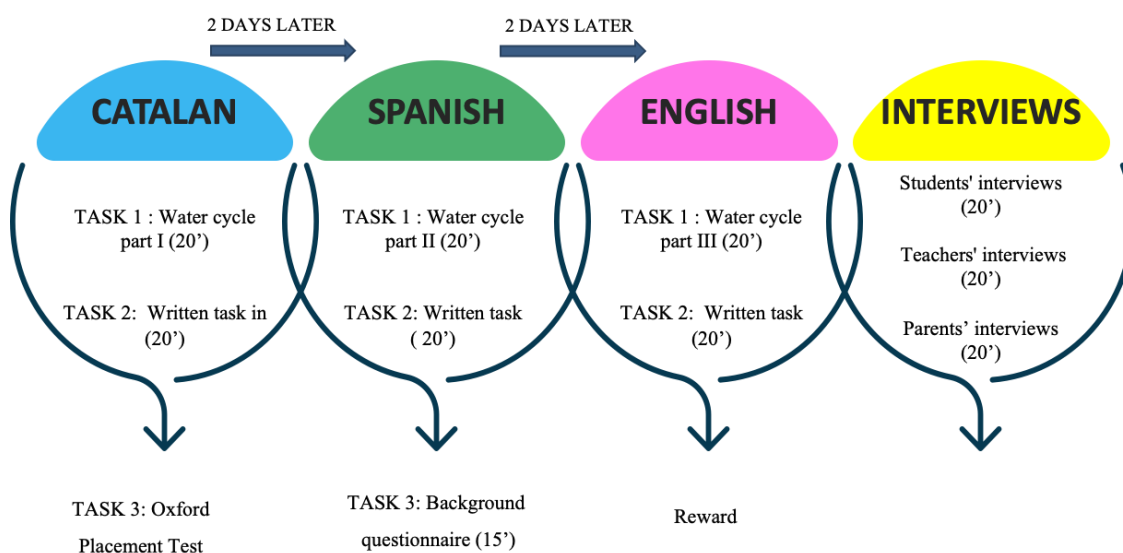 2 DAYS LATER
2 DAYS LATER
CATALAN
SPANISH
ENGLISH
INTERVIEWS
TASK 1 : Water cycle
part I (20’)
TASK 2:  Written task in
(20’)
TASK 3: Oxford
Placement Test
TASK 1 : Water cycle
part II (20’)
TASK 2: Written task
( 20’)
TASK 3: Background
questionnaire (15’)
TASK 1 : Water cycle
part III (20’)
TASK 2:  Written task
(20’)
Reward
Students' interviews
(20’)
Teachers' interviews
(20’)
Parents’ interviews
(20’)